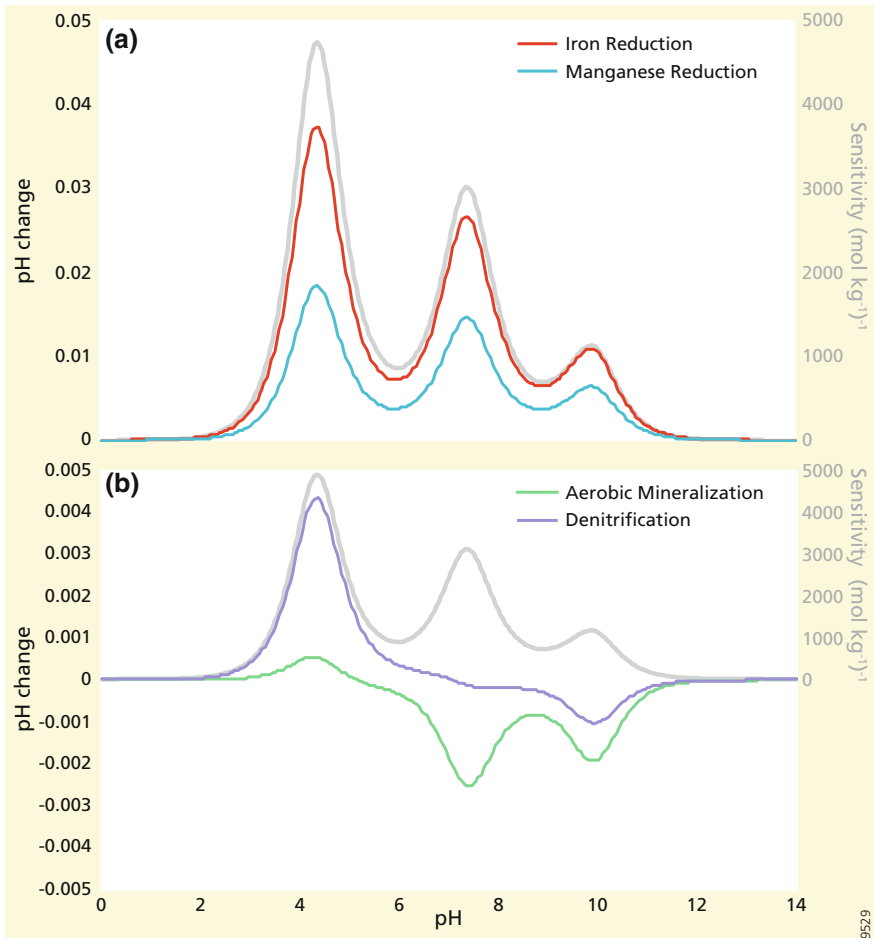 (a)
Iron Reduction
Manganese Reduction
0.05
0.04
0.03
0.02
0.01
0
pH change
5000
4000
3000
2000
1000
0
Sensitivity (mol kg⁻¹)⁻¹
(b)
Aerobic Mineralization
Denitrification
0.005
0.004
0.003
0.002
0.001
0
-0.001
-0.002
-0.003
-0.004
-0.005
pH change
5000
4000
3000
2000
1000
0
Sensitivity (mol kg⁻¹)⁻¹
0 2 4 6 8 10 12 14
pH
9529